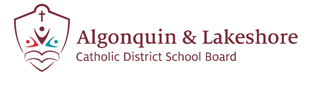 Algonquin & Lakeshore
Catholic District School Board